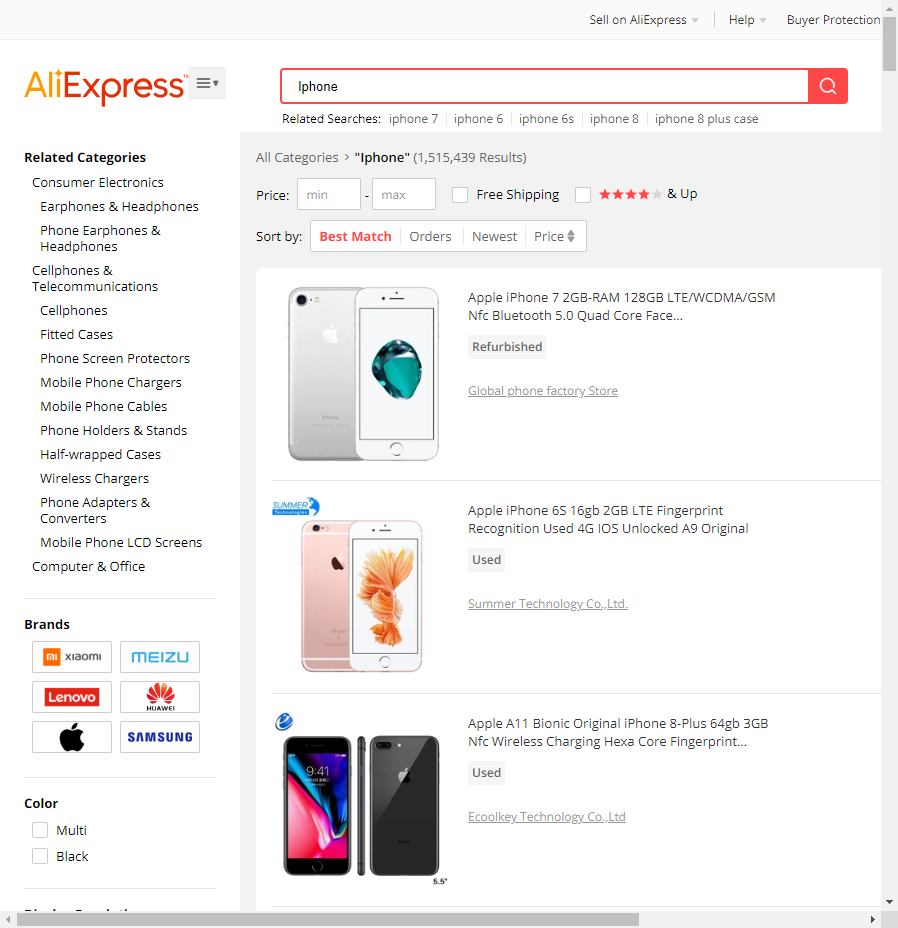 Sell on AliExpress
Help
Buyer Protection
AliExpress™
Iphone
Related Searches: iphone 7 iphone 6 iphone 6s iphone 8 iphone 8 plus case
Related Categories
Consumer Electronics
Earphones & Headphones
Phone Earphones &
Headphones
Cellphones &
Telecommunications
Cellphones
Fitted Cases
Phone Screen Protectors
Mobile Phone Chargers
Mobile Phone Cables
Phone Holders & Stands
Half-wrapped Cases
Wireless Chargers
Phone Adapters &
Converters
Mobile Phone LCD Screens
Computer & Office
Brands
mi xiaomi
MEIZU
Lenovo
HUAWEI
SAMSUNG
Color
Multi
Black
All Categories > "Iphone" (1,515,439 Results)
Price: min - max Free Shipping & Up
Sort by: Best Match Orders Newest Price
Apple iPhone 7 2GB-RAM 128GB LTE/WCDMA/GSM
Nfc Bluetooth 5.0 Quad Core Face...
Refurbished
Global phone factory Store
iPhone
SUMMER
Technologies
Apple iPhone 6S 16gb 2GB LTE Fingerprint
Recognition Used 4G IOS Unlocked A9 Original
Used
Summer Technology Co.,Ltd.
iPhone
Apple A11 Bionic Original iPhone 8-Plus 64gb 3GB
Nfc Wireless Charging Hexa Core Fingerprint...
Used
Ecoolkey Technology Co.,Ltd
9:41
iPhone
5.5"